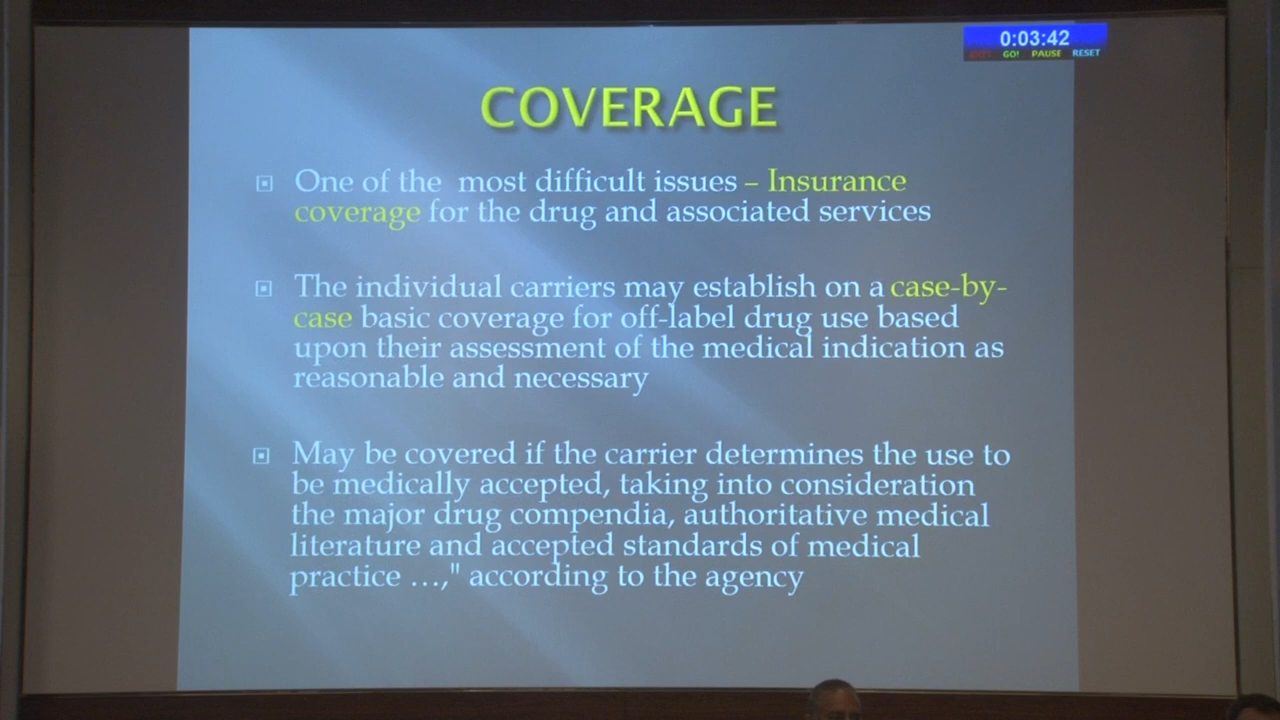 0:03:42
GO! PAUSE RESET
COVERAGE
One of the most difficult issues – Insurance
coverage for the drug and associated services
The individual carriers may establish on a case-by-
case basic coverage for off-label drug use based
upon their assessment of the medical indication as
reasonable and necessary
May be covered if the carrier determines the use to
be medically accepted, taking into consideration
the major drug compendia, authoritative medical
literature and accepted standards of medical
practice …," according to the agency